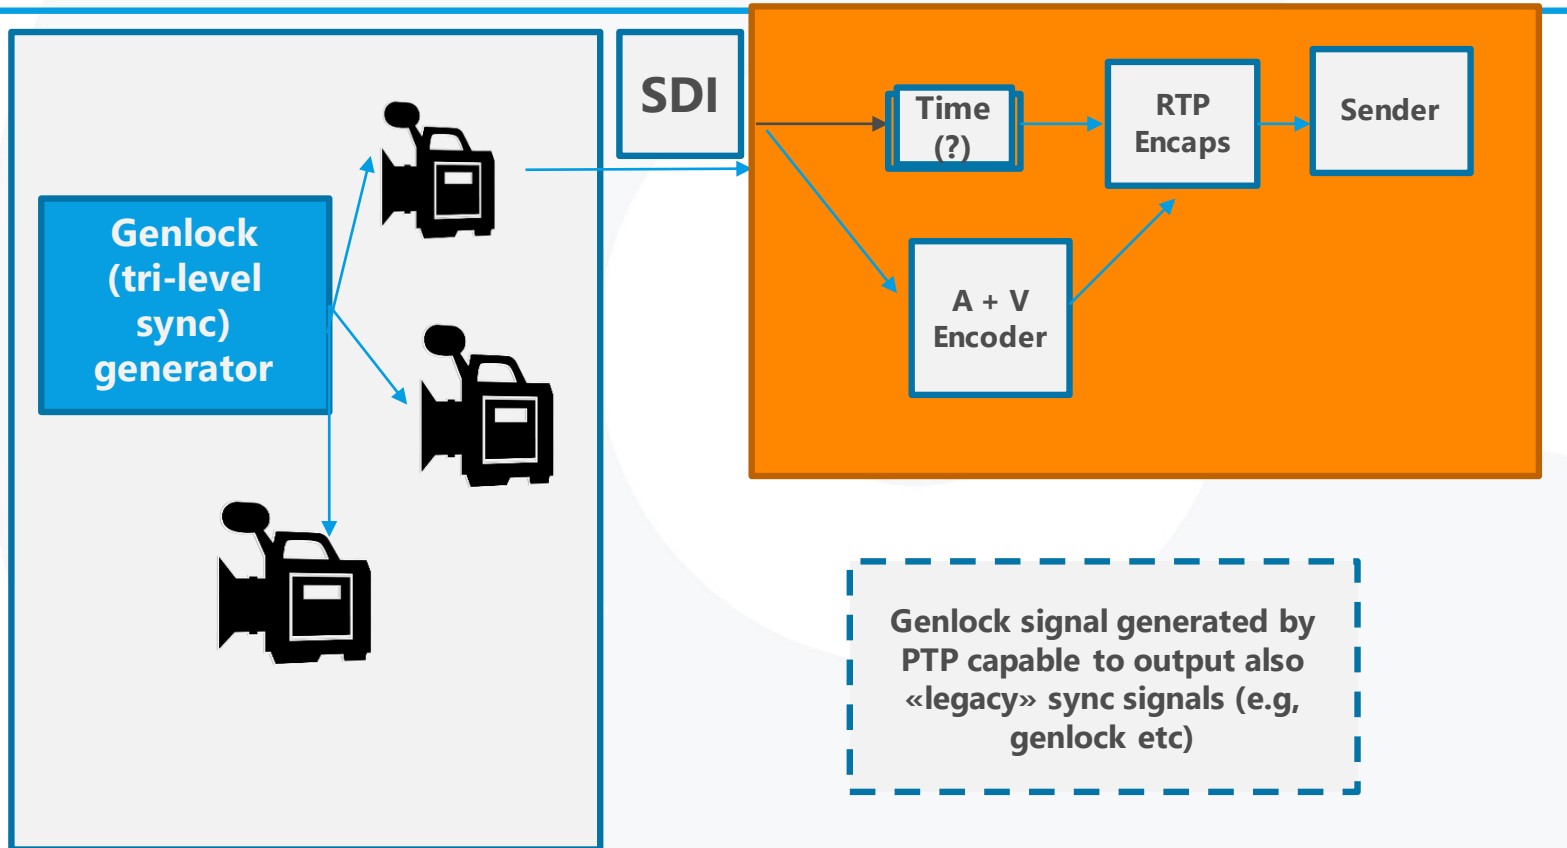 Genlock
(tri-level
sync)
generator
SDI
Time
(?)
RTP
Encaps
Sender
A + V
Encoder
Genlock signal generated by
PTP capable to output also
«legacy» sync signals (e.g,
genlock etc)